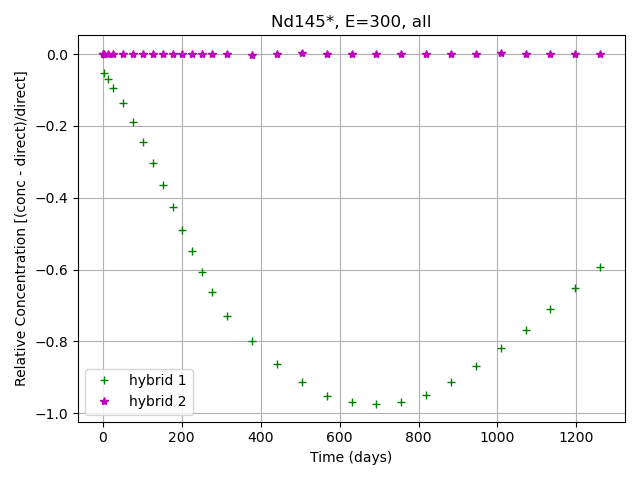 Nd145*, E=300, all
Relative Concentration [(conc - direct)/direct]
0.0
−0.2
−0.4
−0.6
−0.8
−1.0
hybrid 1
hybrid 2
0 200 400 600 800 1000 1200
Time (days)